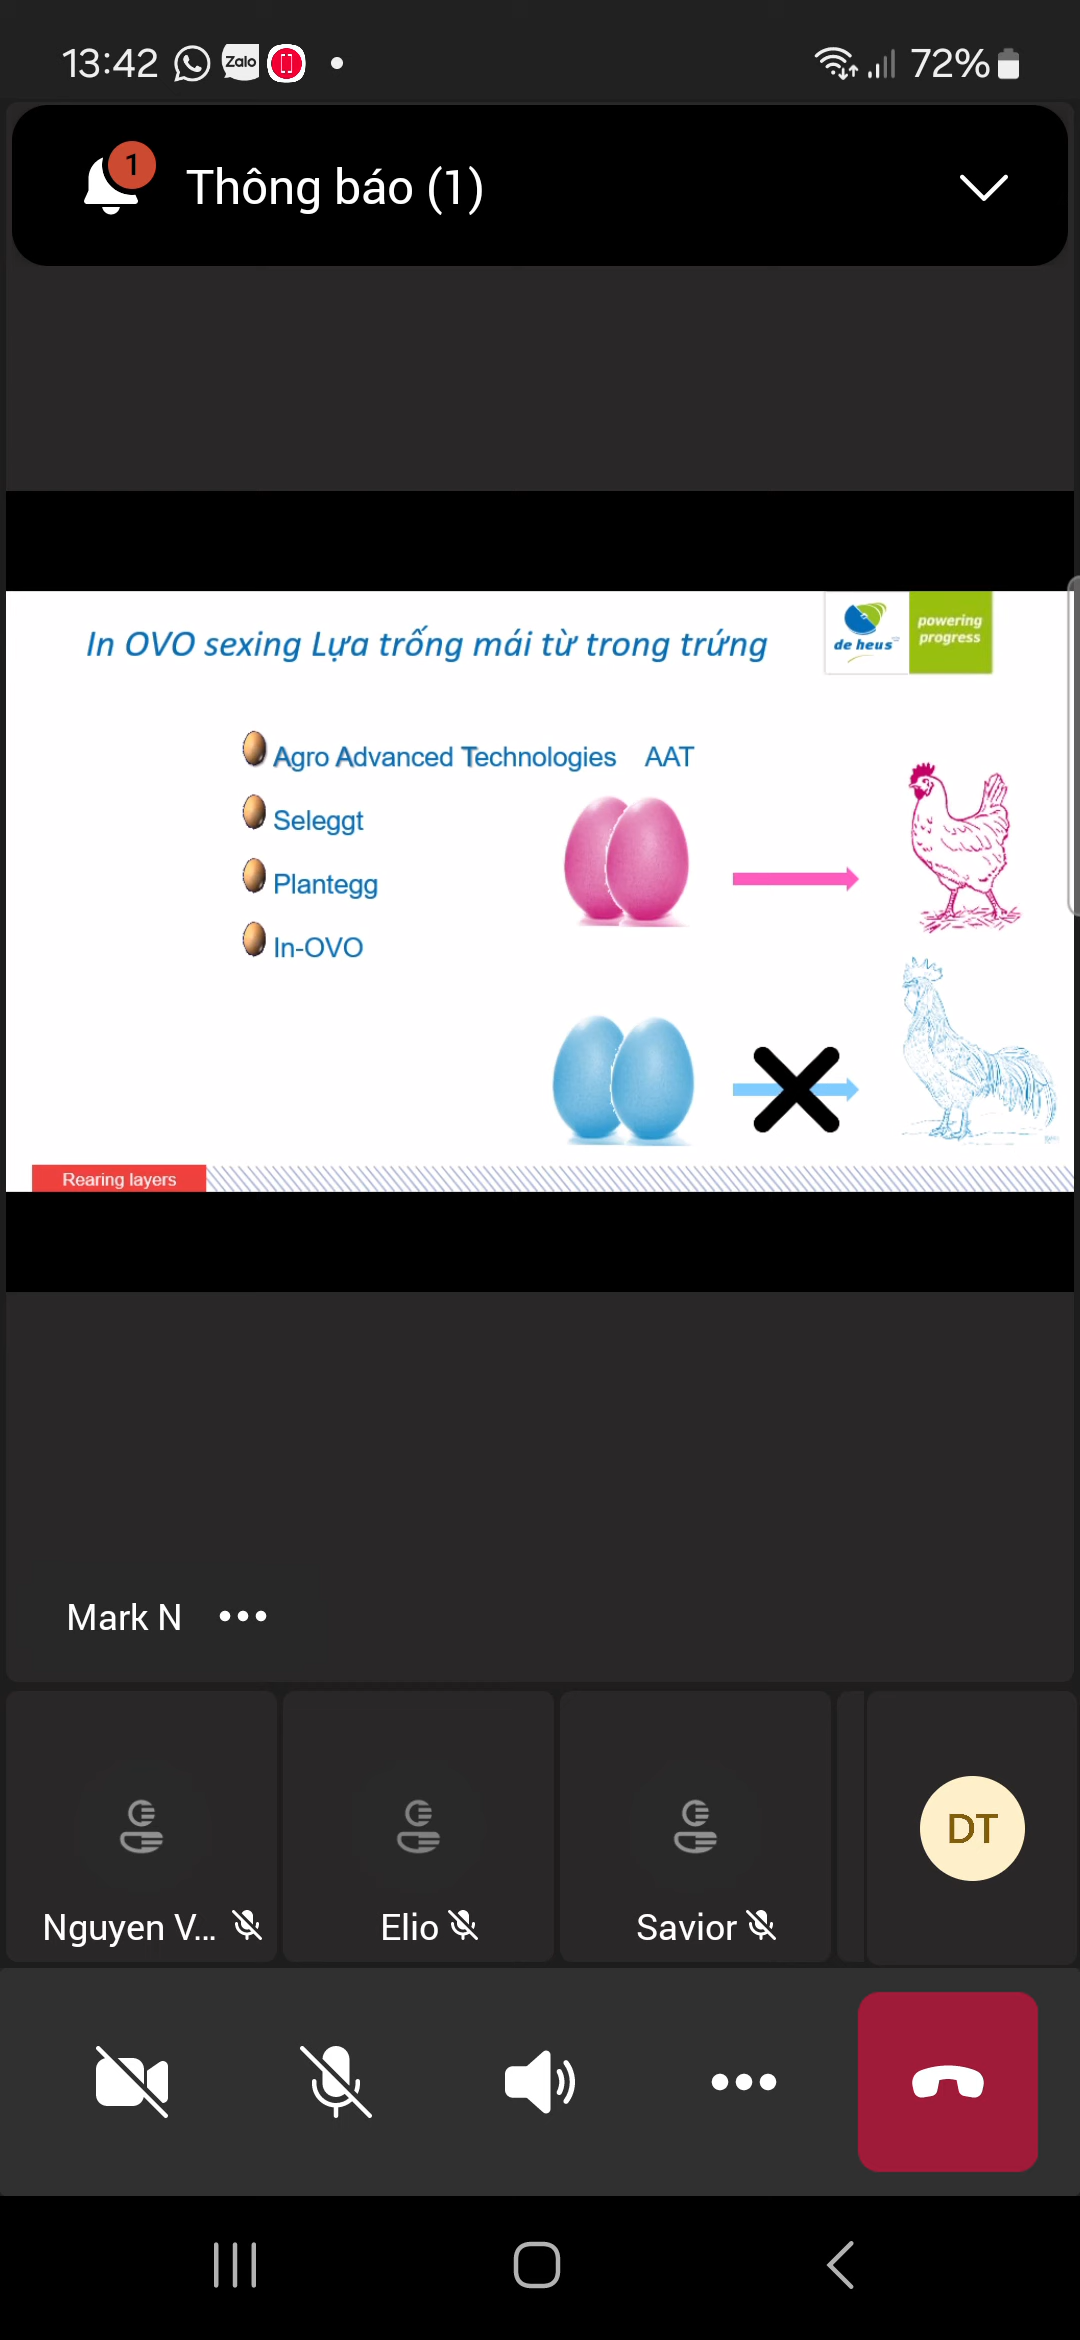 13:42
Zalo
72%
1
Thông báo (1)
In OVO sexing Lựa trống mái từ trong trứng
de heus
powering
progress
Agro Advanced Technologies AAT
Seleggt
Plantegg
In-OVO
Rearing layers
Mark N
Nguyen V...
Elio
Savior
DT